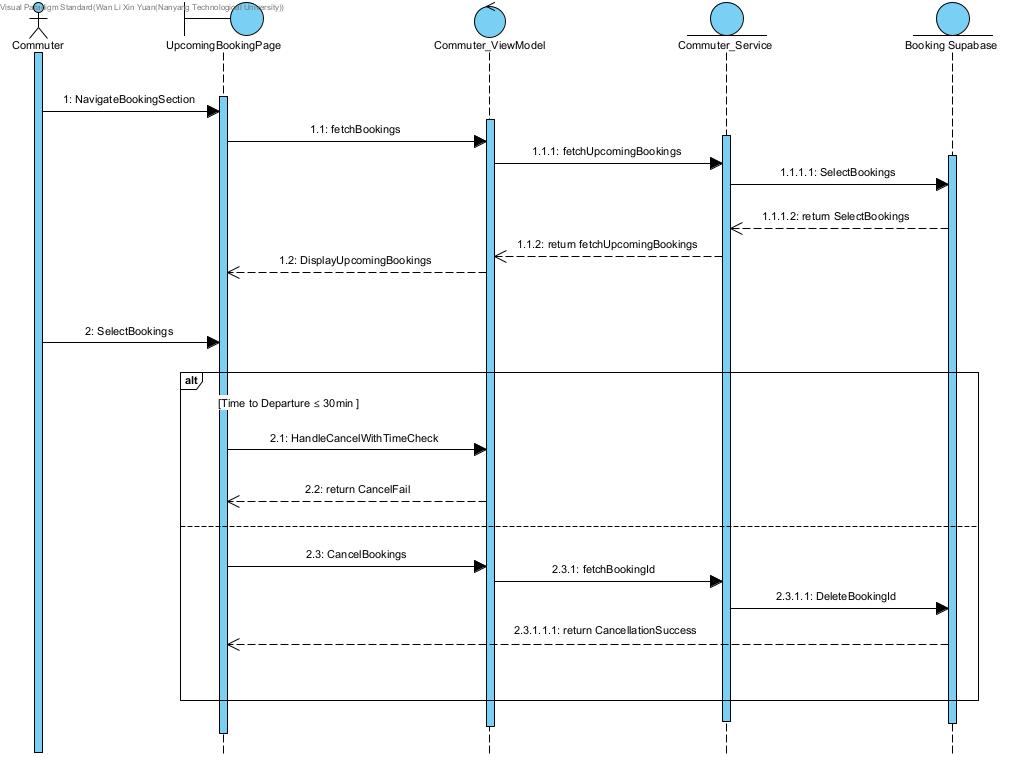 Visual Paradigm Standard(Wan Li Xin Yuan(Nanyang Technological University))
Commuter
UpcomingBookingPage
Commuter_ViewModel
Commuter_Service
Booking Supabase
1: NavigateBookingSection
1.1: fetchBookings
1.1.1: fetchUpcomingBookings
1.1.1.1: SelectBookings
1.1.1.2: return SelectBookings
1.1.2: return fetchUpcomingBookings
1.2: DisplayUpcomingBookings
2: SelectBookings
alt
[Time to Departure ≤ 30min ]
2.1: HandleCancelWithTimeCheck
2.2: return CancelFail
2.3: CancelBookings
2.3.1: fetchBookingId
2.3.1.1: DeleteBookingId
2.3.1.1.1: return CancellationSuccess